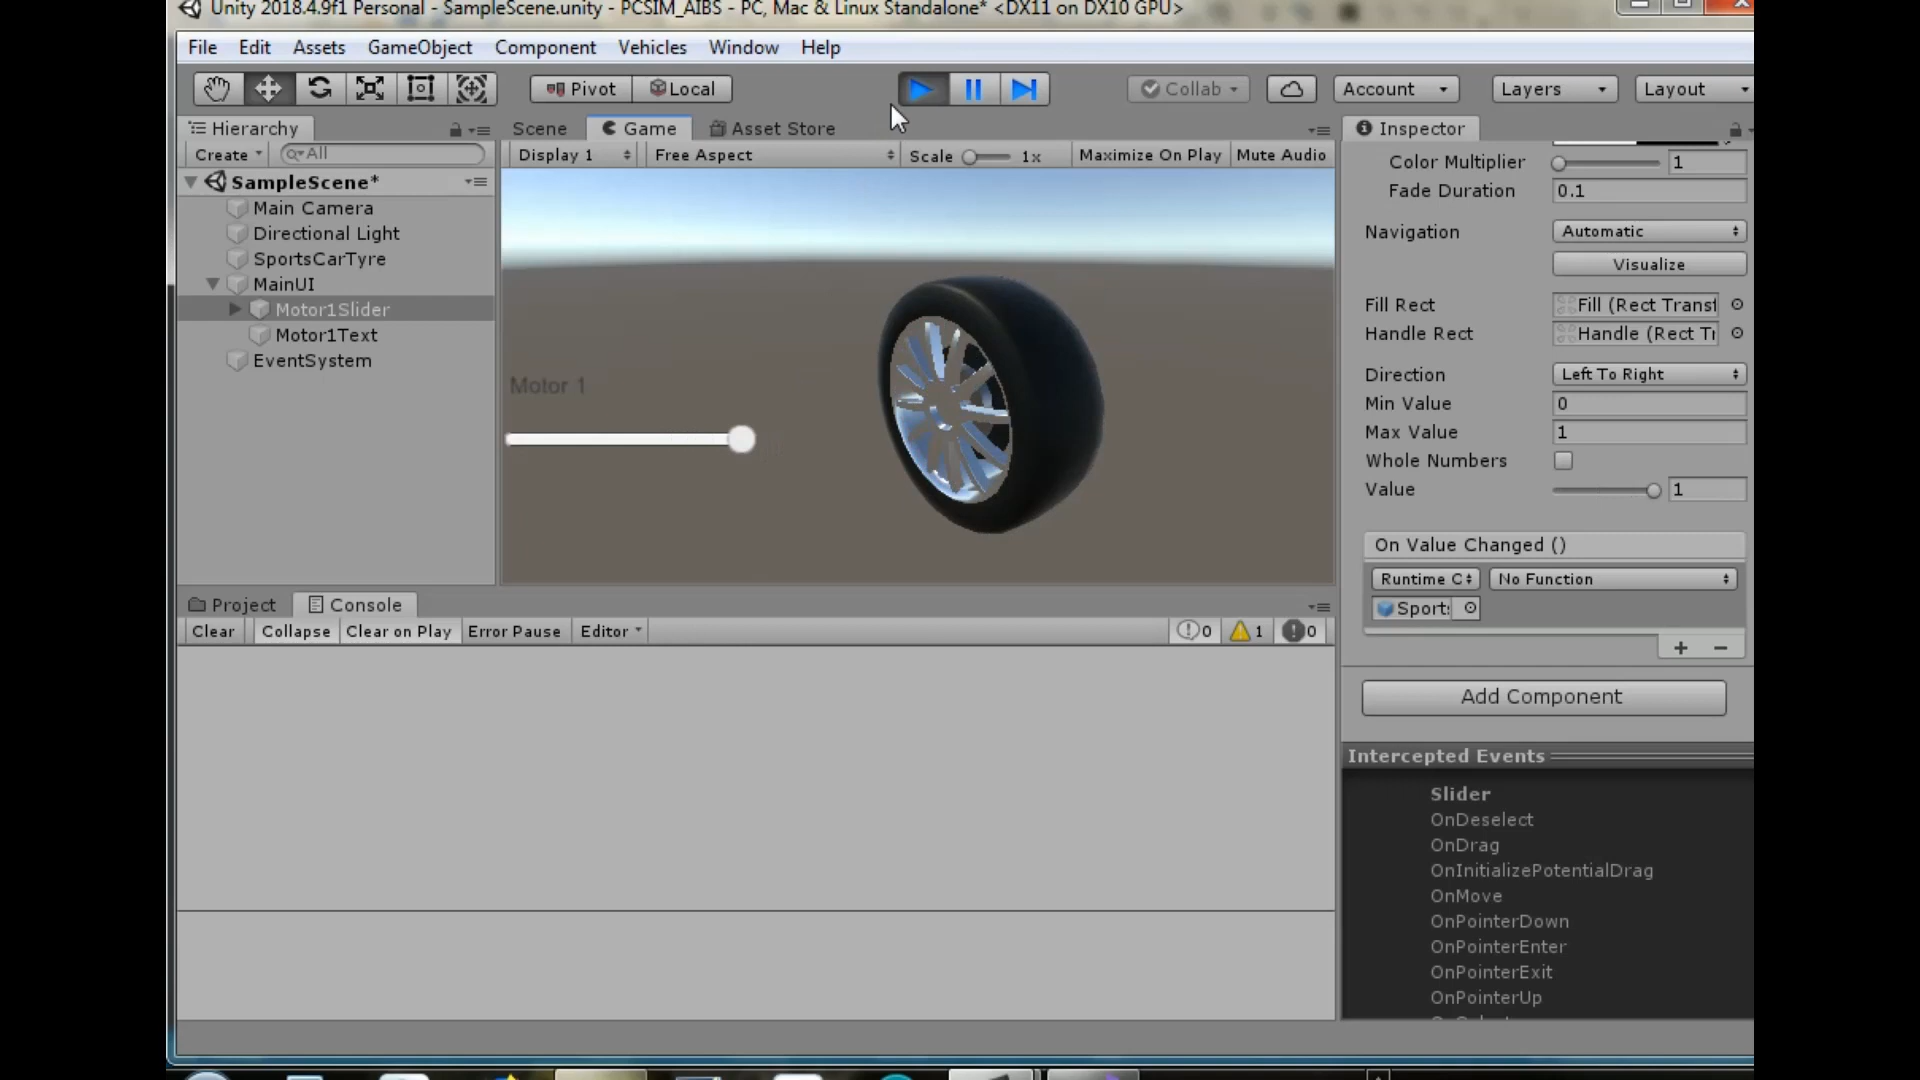 Unity 2018.4.9f1 Personal - SampleScene.unity - PCSIM_AIBS - PC, Mac & Linux Standalone* <DX11 on DX10 GPU>
File Edit Assets GameObject Component Vehicles Window Help
Pivot Local Collab Account Layers Layout
Hierarchy
Create All
SampleScene*
Main Camera
Directional Light
SportsCarTyre
MainUI
Motor1Slider
Motor1Text
EventSystem
Scene Game Asset Store
Display 1 Free Aspect Scale 1x Maximize On Play Mute Audio
Motor 1
Inspector
Color Multiplier 1
Fade Duration 0.1
Navigation Automatic
Visualize
Fill Rect Fill (Rect Transf
Handle Rect Handle (Rect Tr
Direction Left To Right
Min Value 0
Max Value 1
Whole Numbers
Value 1
On Value Changed ()
Runtime C No Function
Sport
+ −
Add Component
Intercepted Events
Slider
OnDeselect
OnDrag
OnInitializePotentialDrag
OnMove
OnPointerDown
OnPointerEnter
OnPointerExit
OnPointerUp
Project Console
Clear Collapse Clear on Play Error Pause Editor 0 1 0